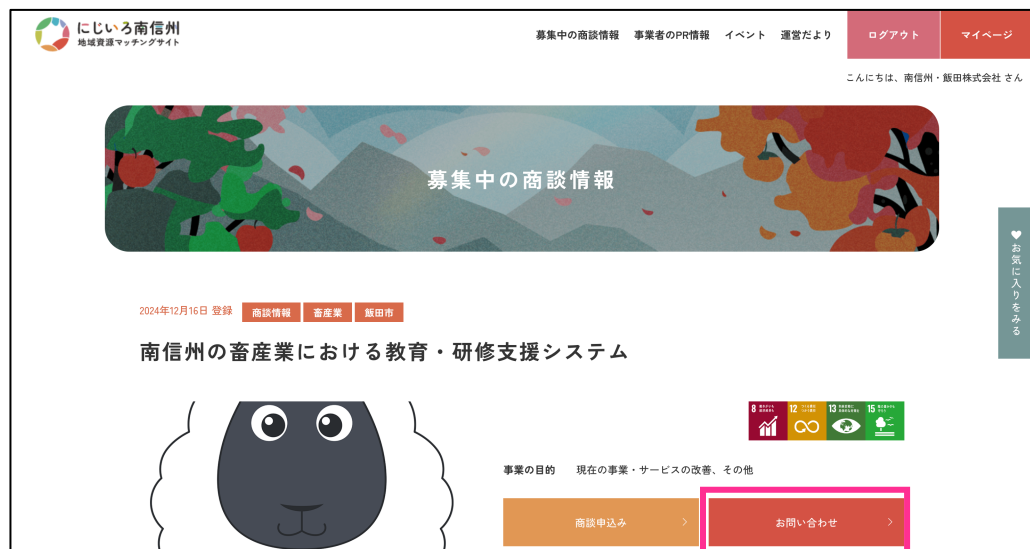 にじいろ南信州
地域資源マッチングサイト
募集中の商談情報 事業者のPR情報 イベント 運営だより ログアウト マイページ
こんにちは、南信州・飯田株式会社 さん
募集中の商談情報
お気に入りをみる
2024年12月16日 登録 商談情報 畜産業 飯田市
南信州の畜産業における教育・研修支援システム
8 12 13 15
事業の目的 現在の事業・サービスの改善、その他
商談申込み
お問い合わせ